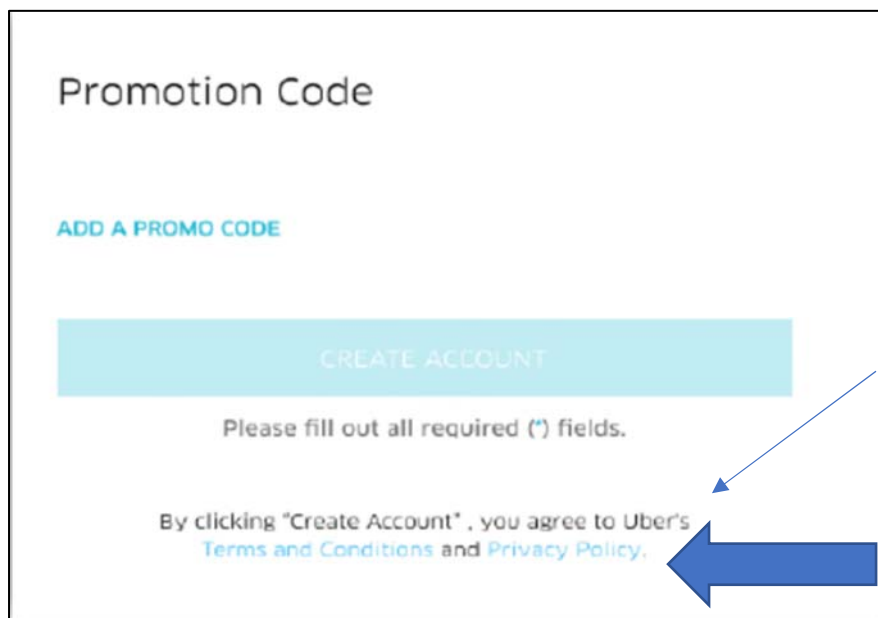 Promotion Code
ADD A PROMO CODE
CREATE ACCOUNT
Please fill out all required (*) fields.
By clicking "Create Account" , you agree to Uber's
Terms and Conditions and Privacy Policy.